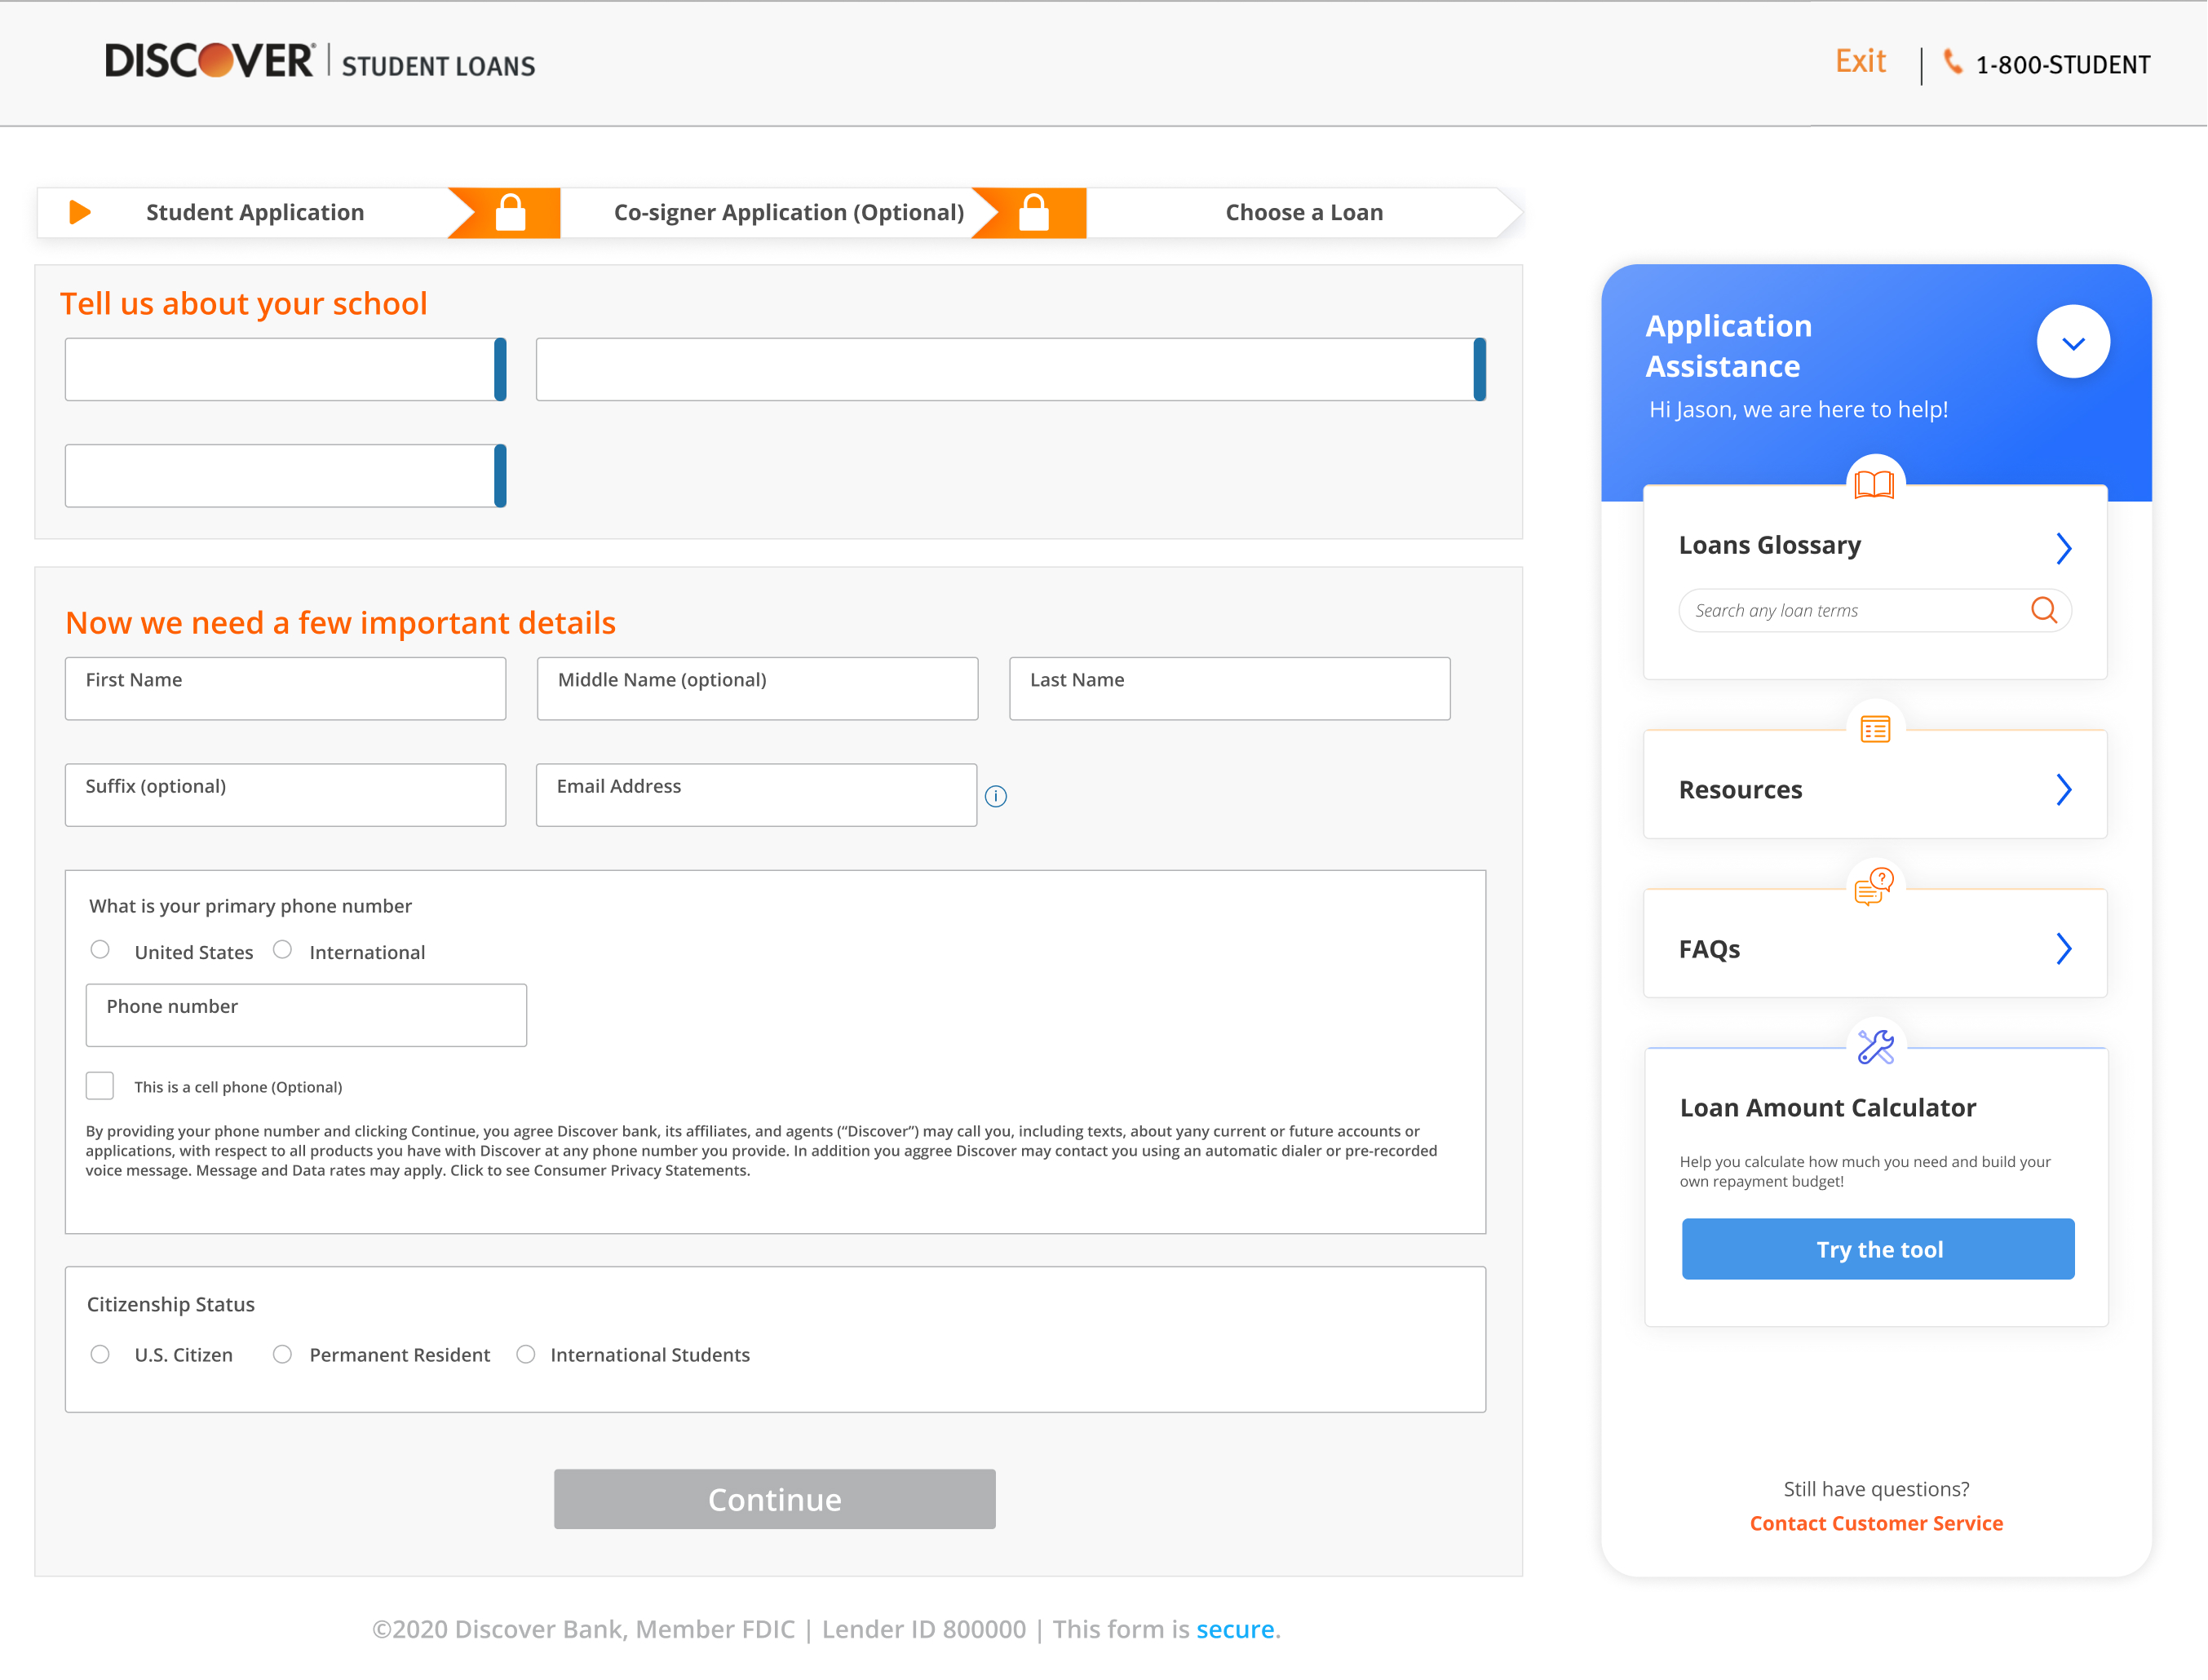 DISCOVER® STUDENT LOANS
Exit
1-800-STUDENT
Student Application
Co-signer Application (Optional)
Choose a Loan
Tell us about your school
Now we need a few important details
First Name
Middle Name (optional)
Last Name
Suffix (optional)
Email Address
i
What is your primary phone number
United States
International
Phone number
This is a cell phone (Optional)
By providing your phone number and clicking Continue, you agree Discover bank, its affiliates, and agents (“Discover”) may call you, including texts, about yany current or future accounts or
applications, with respect to all products you have with Discover at any phone number you provide. In addition you aggree Discover may contact you using an automatic dialer or pre-recorded
voice message. Message and Data rates may apply. Click to see Consumer Privacy Statements.
Citizenship Status
U.S. Citizen
Permanent Resident
International Students
Continue
Application
Assistance
Hi Jason, we are here to help!
Loans Glossary
Search any loan terms
Resources
?
FAQs
Loan Amount Calculator
Help you calculate how much you need and build your
own repayment budget!
Try the tool
Still have questions?
Contact Customer Service
©2020 Discover Bank, Member FDIC | Lender ID 800000 | This form is secure.